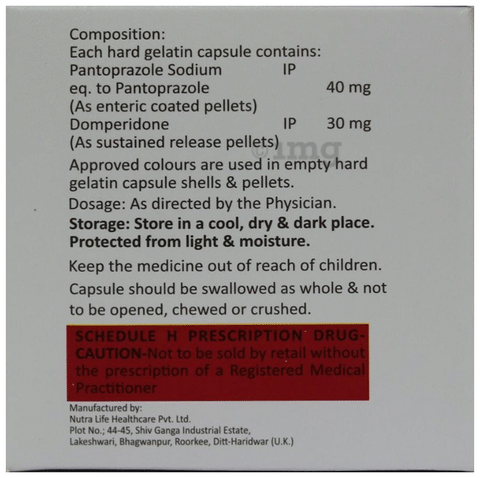 Composition:
Each hard gelatin capsule contains:
Pantoprazole Sodium IP
eq. to Pantoprazole 40 mg
(As enteric coated pellets)
Domperidone IP 30 mg
(As sustained release pellets)
©1mg
Approved colours are used in empty hard
gelatin capsule shells & pellets.
Dosage: As directed by the Physician.
Storage: Store in a cool, dry & dark place.
Protected from light & moisture.
Keep the medicine out of reach of children.
Capsule should be swallowed as whole & not
to be opened, chewed or crushed.
SCHEDULE H PRESCRIPTION DRUG-
CAUTION-Not to be sold by retail without
the prescription of a Registered Medical
Practitioner
Manufactured by:
Nutra Life Healthcare Pvt. Ltd.
Plot No.; 44-45, Shiv Ganga Industrial Estate,
Lakeshwari, Bhagwanpur, Roorkee, Ditt-Haridwar (U.K.)